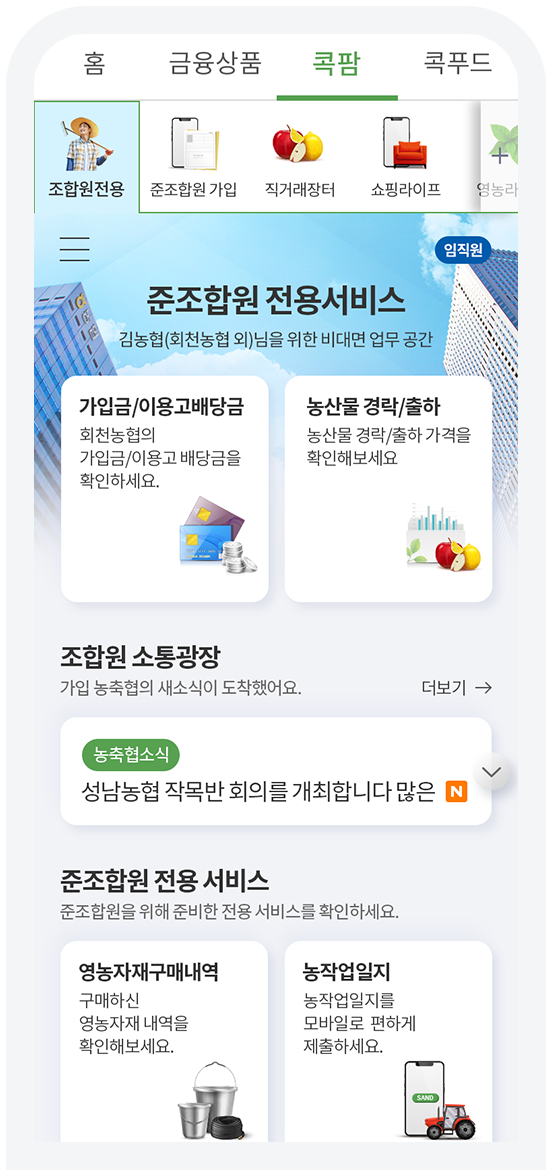 홈 금융상품 콕팜 콕푸드
조합원전용 준조합원 가입 직거래장터 쇼핑라이프 영농라
임직원
준조합원 전용서비스
김농협(회천농협 외)님을 위한 비대면 업무 공간
가입금/이용고배당금
회천농협의
가입금/이용고 배당금을
확인하세요.
농산물 경락/출하
농산물 경락/출하 가격을
확인해보세요
조합원 소통광장
가입 농축협의 새소식이 도착했어요.
더보기 →
농축협소식
성남농협 작목반 회의를 개최합니다 많은 N
준조합원 전용 서비스
준조합원을 위해 준비한 전용 서비스를 확인하세요.
영농자재구매내역
구매하신
영농자재 내역을
확인해보세요.
농작업일지
농작업일지를
모바일로 편하게
제출하세요.
SAND